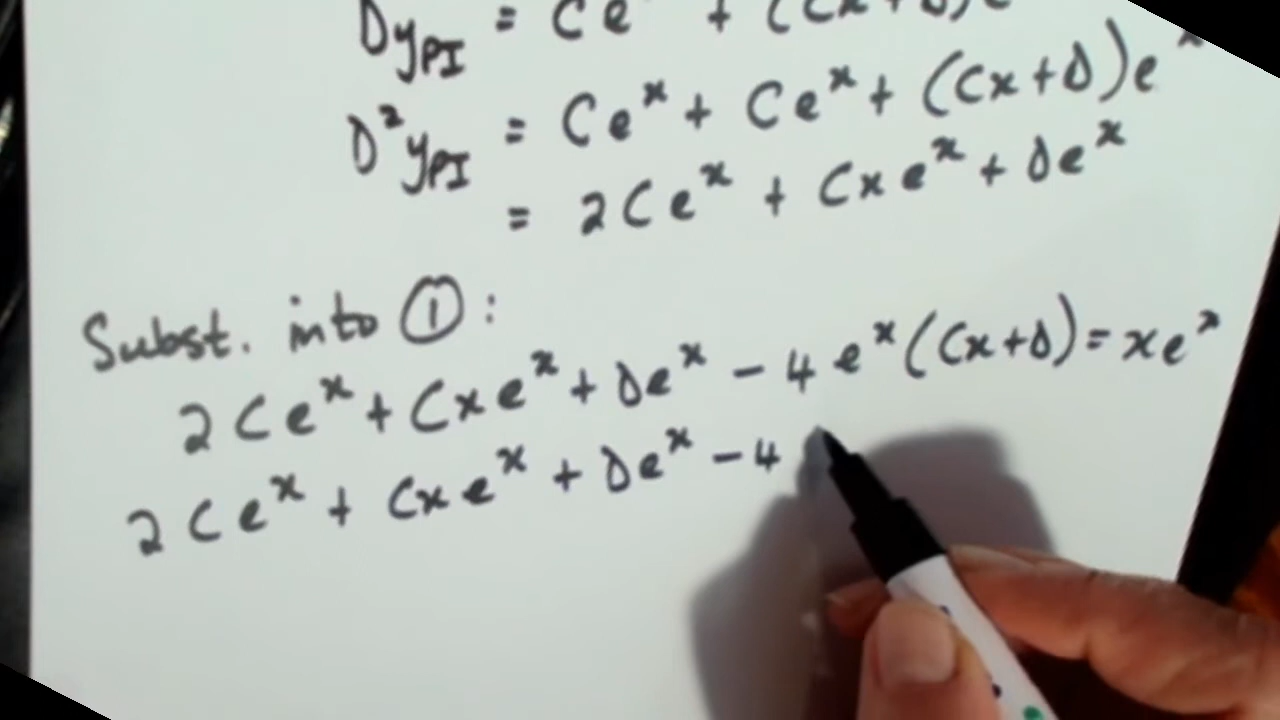 Dy_PI = Ce + (Cx+D)e
D²y_PI = Ce^x + Ce^x + (Cx+D)e^x
= 2Ce^x + Cxe^x + De^x
Subst. into ①:
2Ce^x + Cxe^x + De^x - 4e^x(Cx+D) = xe^x
2Ce^x + Cxe^x + De^x - 4